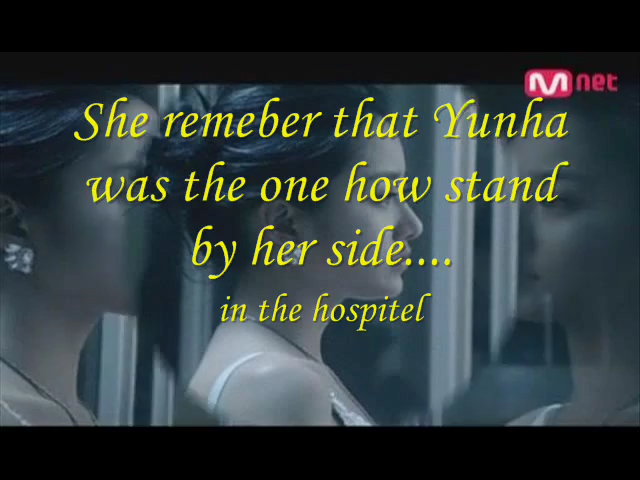 Mnet
She remeber that Yunha
was the one how stand
by her side....
in the hospitel